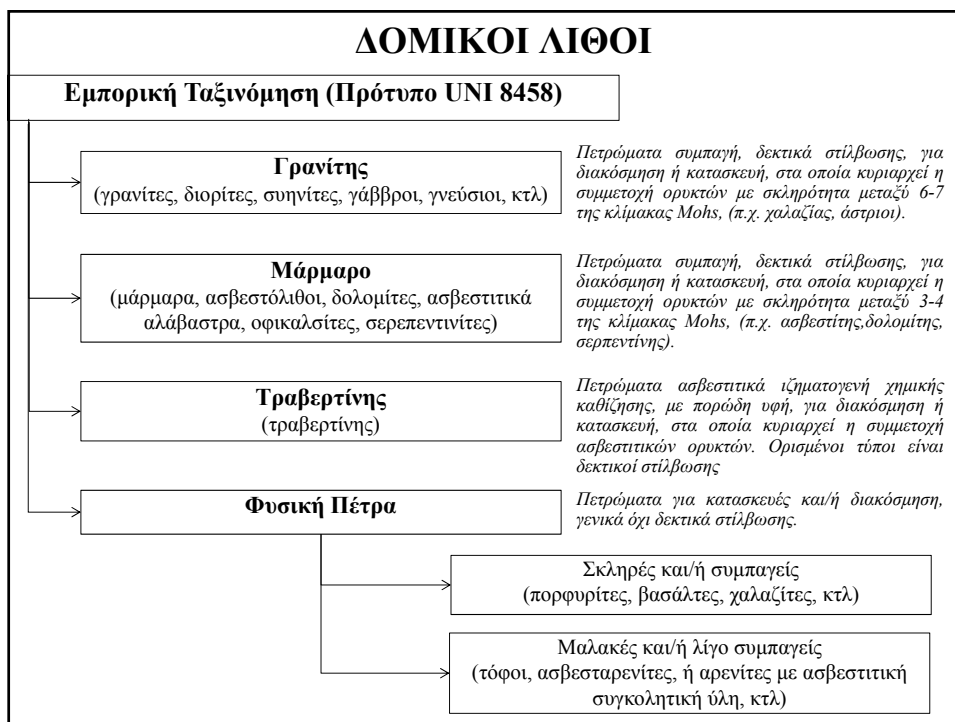 ΔΟΜΙΚΟΙ ΛΙΘΟΙ
Εμπορική Ταξινόμηση (Πρότυπο UNI 8458)
Γρανίτης
(γρανίτες, διορίτες, συηνίτες, γάββροι, γνεύσιοι, κτλ)
Πετρώματα συμπαγή, δεκτικά στίλβωσης, για
διακόσμηση ή κατασκευή, στα οποία κυριαρχεί η
συμμετοχή ορυκτών με σκληρότητα μεταξύ 6-7
της κλίμακας Mohs, (π.χ. χαλαζίας, άστριοι).
Μάρμαρο
(μάρμαρα, ασβεστόλιθοι, δολομίτες, ασβεστιτικά
αλάβαστρα, οφικαλσίτες, σερεπεντινίτες)
Πετρώματα συμπαγή, δεκτικά στίλβωσης, για
διακόσμηση ή κατασκευή, στα οποία κυριαρχεί η
συμμετοχή ορυκτών με σκληρότητα μεταξύ 3-4
της κλίμακας Mohs, (π.χ. ασβεστίτης,δολομίτης,
σερπεντίνης).
Τραβερτίνης
(τραβερτίνης)
Πετρώματα ασβεστιτικά ιζηματογενή χημικής
καθίζησης, με πορώδη υφή, για διακόσμηση ή
κατασκευή, στα οποία κυριαρχεί η συμμετοχή
ασβεστιτικών ορυκτών. Ορισμένοι τύποι είναι
δεκτικοί στίλβωσης
Φυσική Πέτρα
Πετρώματα για κατασκευές και/ή διακόσμηση,
γενικά όχι δεκτικά στίλβωσης.
Σκληρές και/ή συμπαγείς
(πορφυρίτες, βασάλτες, χαλαζίτες, κτλ)
Μαλακές και/ή λίγο συμπαγείς
(τόφοι, ασβεσταρενίτες, ή αρενίτες με ασβεστιτική
συγκολητική ύλη, κτλ)